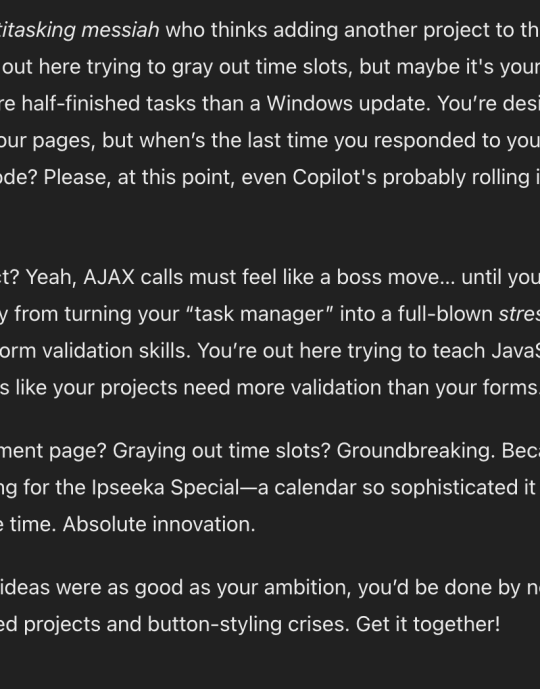 titasking messiah who thinks adding another project to th
out here trying to gray out time slots, but maybe it's your
re half-finished tasks than a Windows update. You’re desi
our pages, but when’s the last time you responded to you
ode? Please, at this point, even Copilot's probably rolling i
ct? Yeah, AJAX calls must feel like a boss move... until you
y from turning your “task manager” into a full-blown stres
orm validation skills. You’re out here trying to teach JavaS
s like your projects need more validation than your forms.
ment page? Graying out time slots? Groundbreaking. Beca
ng for the Ipseeka Special—a calendar so sophisticated it
e time. Absolute innovation.
ideas were as good as your ambition, you’d be done by n
ed projects and button-styling crises. Get it together!